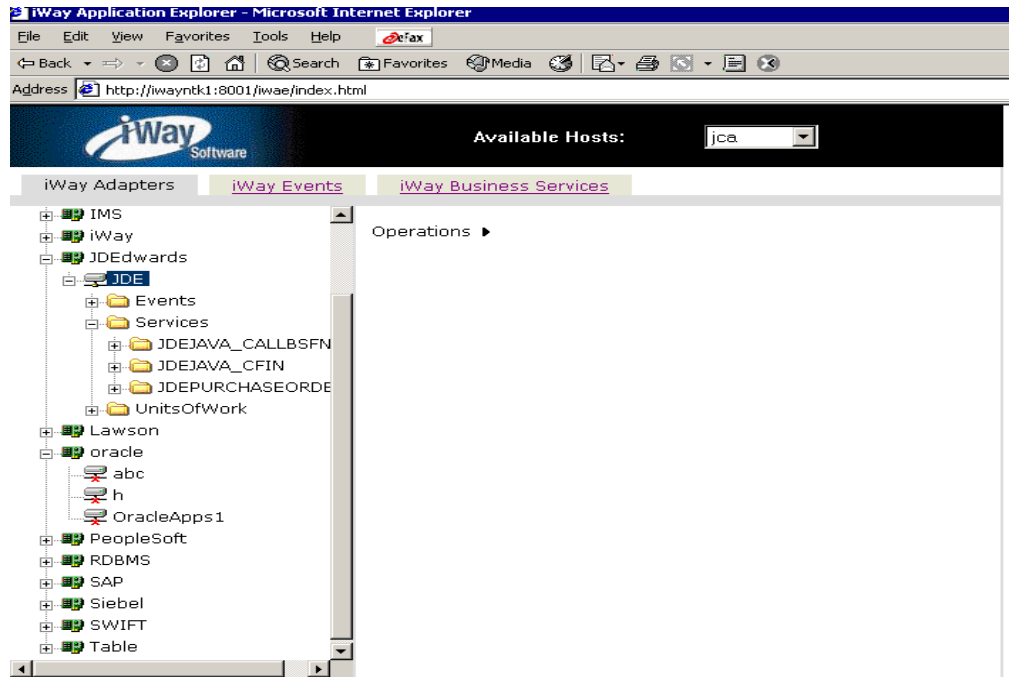 iWay Application Explorer - Microsoft Internet Explorer
File Edit View Favorites Tools Help eFax
Back Search Favorites Media
Address http://iwayntk1:8001/iwae/index.html
iWay Software Available Hosts: jca
iWay Adapters iWay Events iWay Business Services
IMS
iWay
Operations
JDEdwards
JDE
Events
Services
JDEJAVA_CALLBSFN
JDEJAVA_CFIN
JDEPURCHASEORDE
UnitsOfWork
Lawson
oracle
abc
h
OracleApps1
PeopleSoft
RDBMS
SAP
Siebel
SWIFT
Table